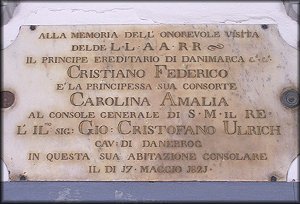 ALLA MEMORIA DELL' ONOREVOLE VISITA
DELDE L·L·A·A·R·R
IL PRINCIPE EREDITARIO DI DANIMARCA
CRISTIANO FEDERICO
E LA PRINCIPESSA SUA CONSORTE
CAROLINA AMALIA
AL CONSOLE GENERALE DI S·M·IL RE
L'ILL. SIG: GIO: CRISTOFANO ULRICH
CAV: DI DANEBROG
IN QUESTA SUA ABITAZIONE CONSOLARE
IL DI 17. MAGGIO 1821.